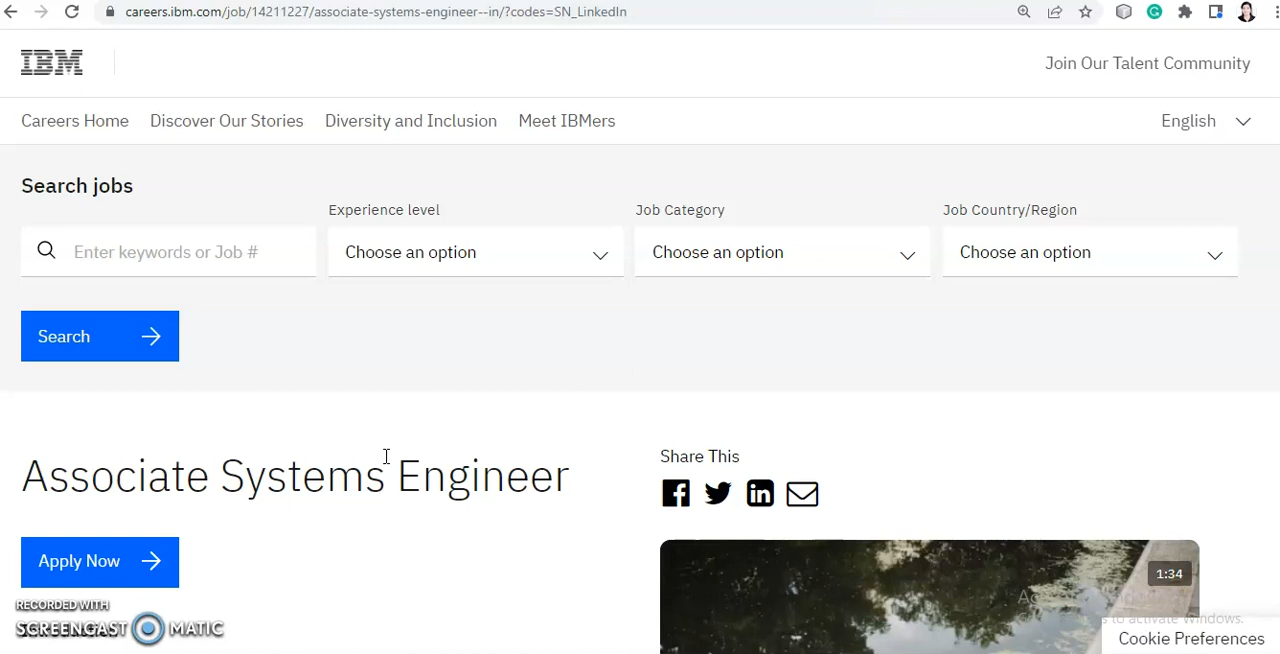 careers.ibm.com/job/14211227/associate-systems-engineer--in/?codes=SN_LinkedIn
IBM
Join Our Talent Community
Careers Home Discover Our Stories Diversity and Inclusion Meet IBMers English
Search jobs
Experience level Job Category Job Country/Region
Enter keywords or Job # Choose an option Choose an option Choose an option
Search
Associate Systems Engineer
Share This
Apply Now
1:34
RECORDED WITH
SCREENCAST MATIC
to activate Windows.
Cookie Preferences